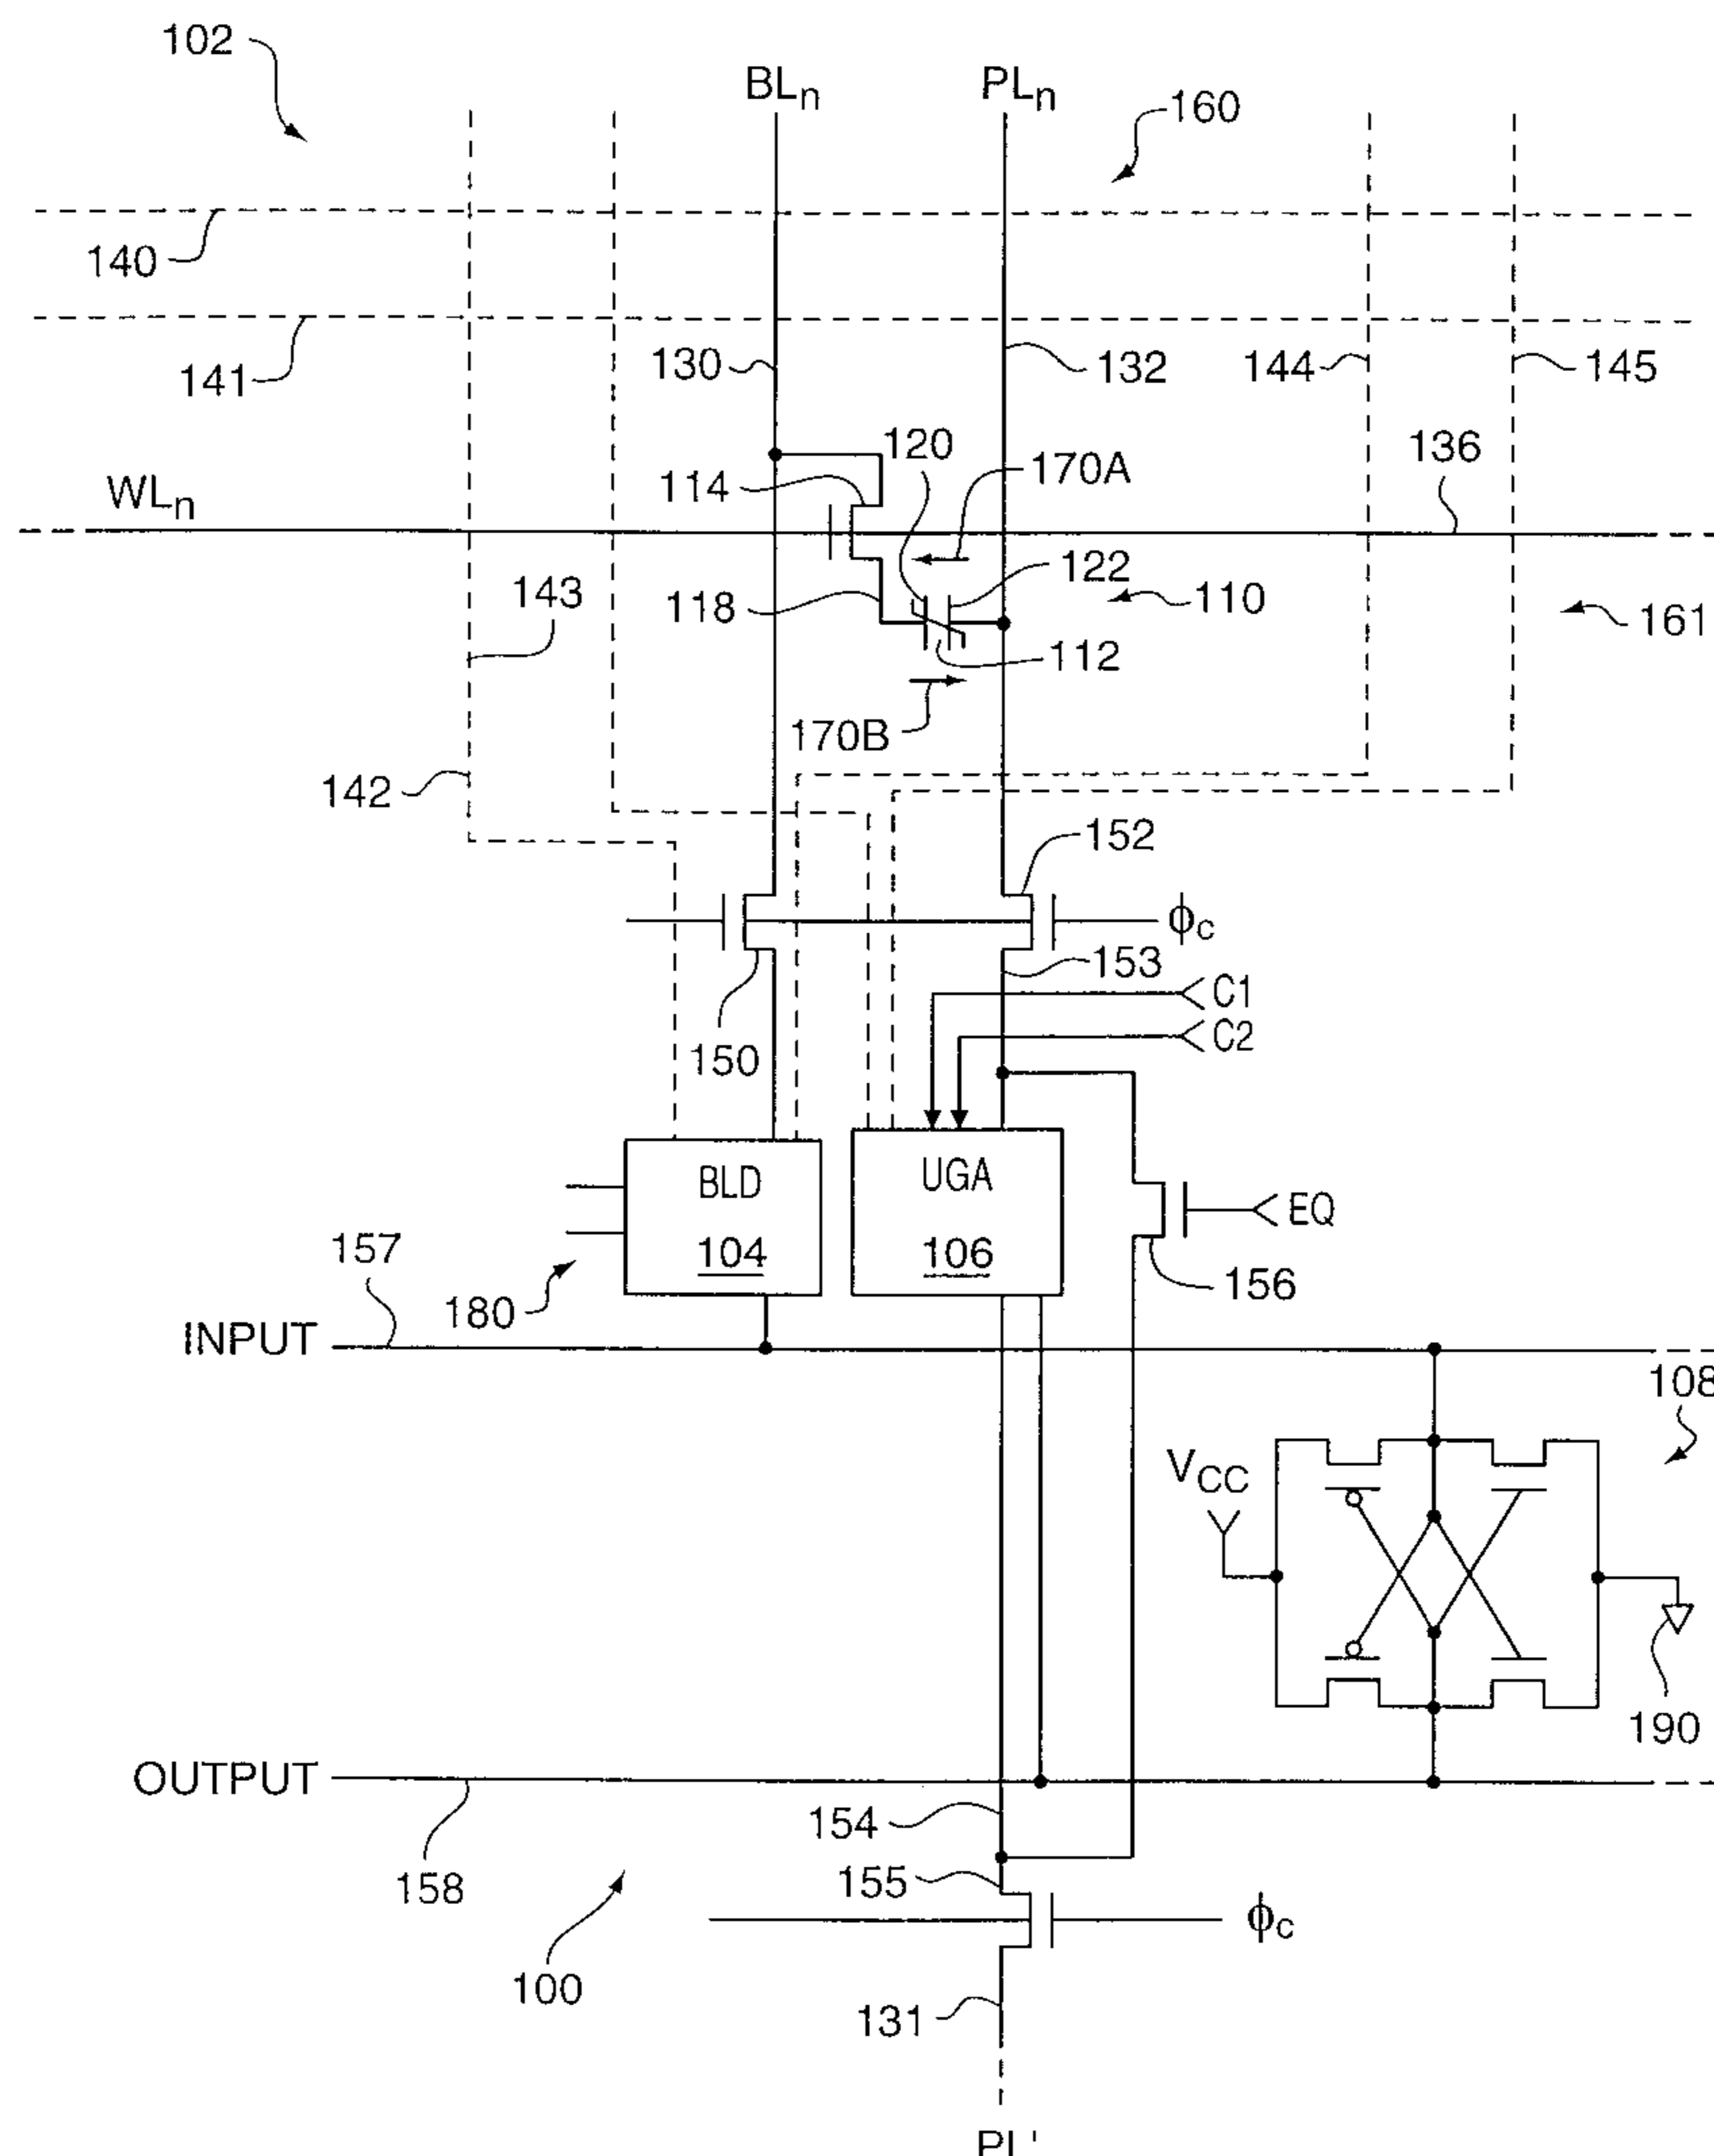 102
BLn
PLn
160
140
141
130
132
144
145
120
170A
136
WLn
114
122
143
118
110
161
112
170B
142
152
ϕc
153
C1
C2
150
BLD
104
UGA
106
EQ
157
180
156
INPUT
108
VCC
190
OUTPUT
154
158
155
ϕc
100
131
PL'